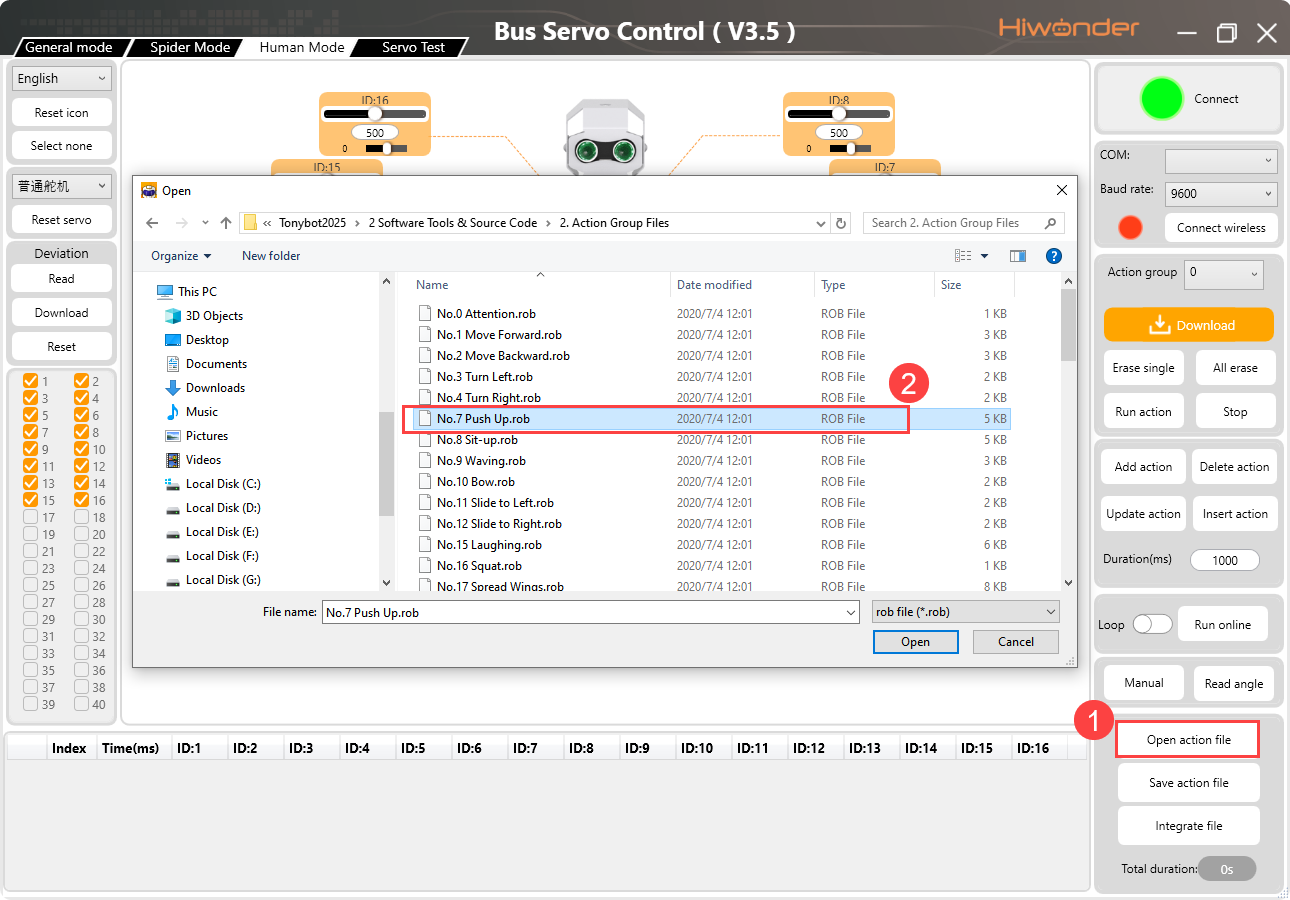 Bus Servo Control ( V3.5 )
Hiwonder
General mode
Spider Mode
Human Mode
Servo Test
English
Reset icon
Select none
普通舵机
Reset servo
Deviation
Read
Download
Reset
1 2
3 4
5 6
7 8
9 10
11 12
13 14
15 16
17 18
19 20
21 22
23 24
25 26
27 28
29 30
31 32
33 34
35 36
37 38
39 40
ID:16
500
0
ID:15
ID:8
500
0
ID:7
Open
« Tonybot2025 › 2 Software Tools & Source Code › 2. Action Group Files
Search 2. Action Group Files
Organize
New folder
?
This PC
3D Objects
Desktop
Documents
Downloads
Music
Pictures
Videos
Local Disk (C:)
Local Disk (D:)
Local Disk (E:)
Local Disk (F:)
Local Disk (G:)
Name Date modified Type Size
No.0 Attention.rob 2020/7/4 12:01 ROB File 1 KB
No.1 Move Forward.rob 2020/7/4 12:01 ROB File 3 KB
No.2 Move Backward.rob 2020/7/4 12:01 ROB File 3 KB
No.3 Turn Left.rob 2020/7/4 12:01 ROB File 2 KB
No.4 Turn Right.rob 2020/7/4 12:01 ROB File 2 KB
2
No.7 Push Up.rob 2020/7/4 12:01 ROB File 5 KB
No.8 Sit-up.rob 2020/7/4 12:01 ROB File 5 KB
No.9 Waving.rob 2020/7/4 12:01 ROB File 3 KB
No.10 Bow.rob 2020/7/4 12:01 ROB File 2 KB
No.11 Slide to Left.rob 2020/7/4 12:01 ROB File 2 KB
No.12 Slide to Right.rob 2020/7/4 12:01 ROB File 2 KB
No.15 Laughing.rob 2020/7/4 12:01 ROB File 6 KB
No.16 Squat.rob 2020/7/4 12:01 ROB File 1 KB
No.17 Spread Wings.rob 2020/7/4 12:01 ROB File 8 KB
File name: No.7 Push Up.rob
rob file (*.rob)
Open
Cancel
Connect
COM:
Baud rate: 9600
Connect wireless
Action group 0
Download
Erase single
All erase
Run action
Stop
Add action
Delete action
Update action
Insert action
Duration(ms) 1000
Loop
Run online
Manual
Read angle
1
Open action file
Save action file
Integrate file
Total duration: 0s
Index Time(ms) ID:1 ID:2 ID:3 ID:4 ID:5 ID:6 ID:7 ID:8 ID:9 ID:10 ID:11 ID:12 ID:13 ID:14 ID:15 ID:16